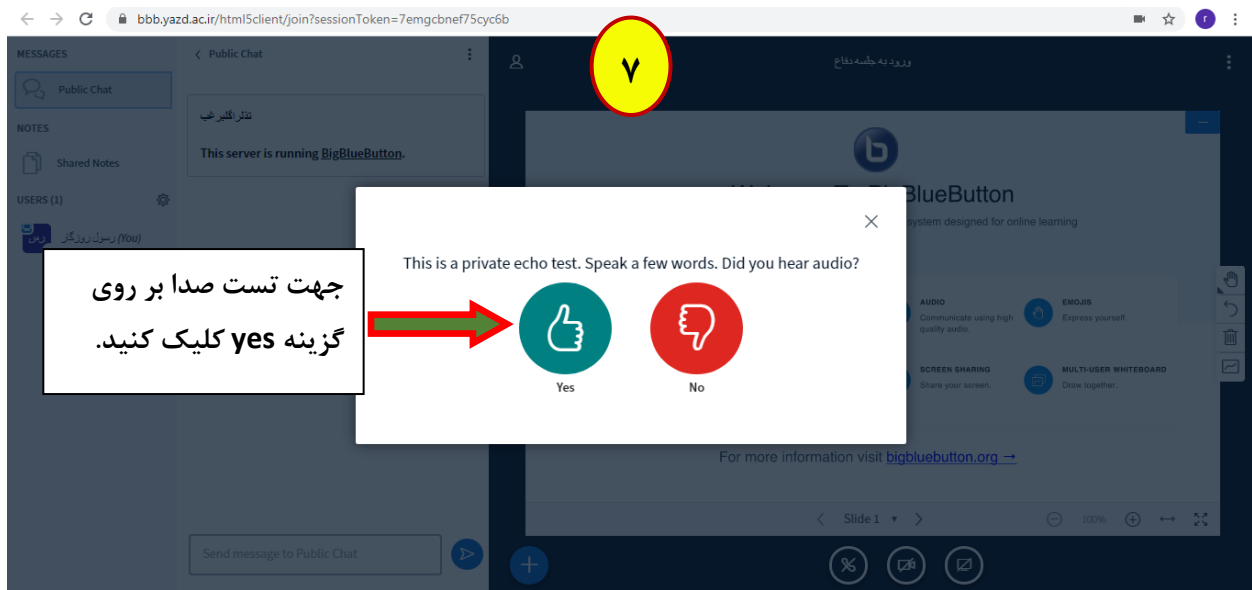 bbb.yazd.ac.ir/html5client/join?sessionToken=7emgcbnef75cyc6b
r
۷
MESSAGES
Public Chat
NOTES
Shared Notes
USERS (1)
رس
رسول روزگار (You)
Public Chat
This server is running BigBlueButton.
Send message to Public Chat
ورود به جلسه دفاع
BlueButton
system designed for online learning
AUDIO
Communicate using high
quality audio.
EMOJIS
Express yourself.
SCREEN SHARING
Share your screen.
MULTI-USER WHITEBOARD
Draw together.
For more information visit bigbluebutton.org →
Slide 1
100%
This is a private echo test. Speak a few words. Did you hear audio?
Yes
No
جهت تست صدا بر روی
گزینه yes کلیک کنید.